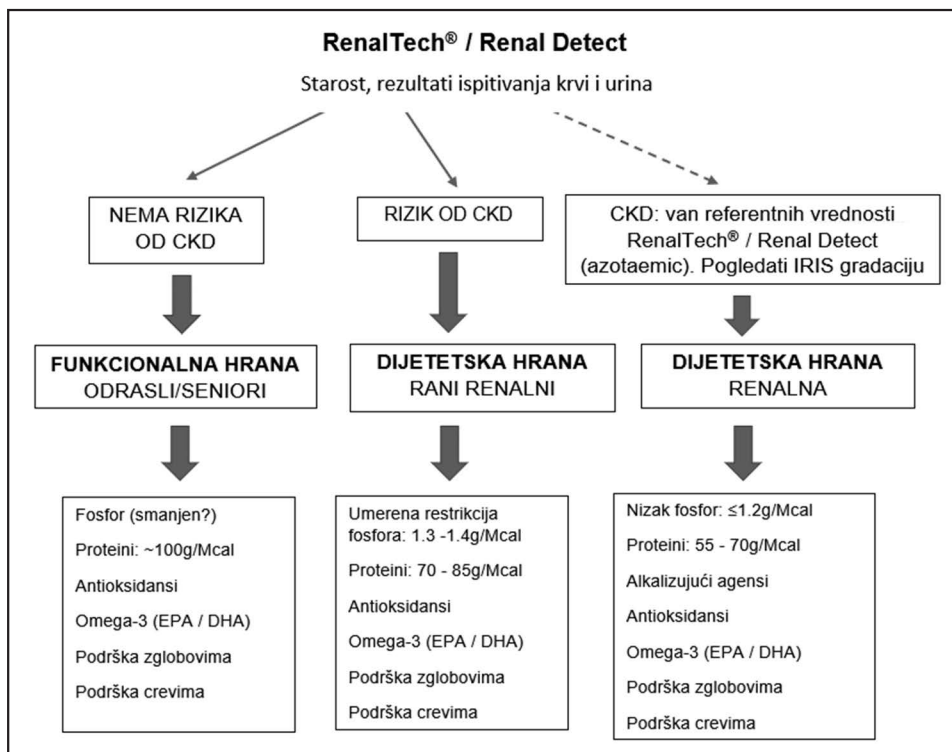 RenalTech® / Renal Detect
Starost, rezultati ispitivanja krvi i urina
NEMA RIZIKA
OD CKD
RIZIK OD CKD
CKD: van referentnih vrednosti
RenalTech® / Renal Detect
(azotaemic). Pogledati IRIS gradaciju
FUNKCIONALNA HRANA
ODRASLI/SENIORI
DIJETETSKA HRANA
RANI RENALNI
DIJETETSKA HRANA
RENALNA
Fosfor (smanjen?)
Proteini: ~100g/Mcal
Antioksidansi
Omega-3 (EPA / DHA)
Podrška zglobovima
Podrška crevima
Umerena restrikcija
fosfora: 1.3 -1.4g/Mcal
Proteini: 70 - 85g/Mcal
Antioksidansi
Omega-3 (EPA / DHA)
Podrška zglobovima
Podrška crevima
Nizak fosfor: ≤1.2g/Mcal
Proteini: 55 - 70g/Mcal
Alkalizujući agensi
Antioksidansi
Omega-3 (EPA / DHA)
Podrška zglobovima
Podrška crevima